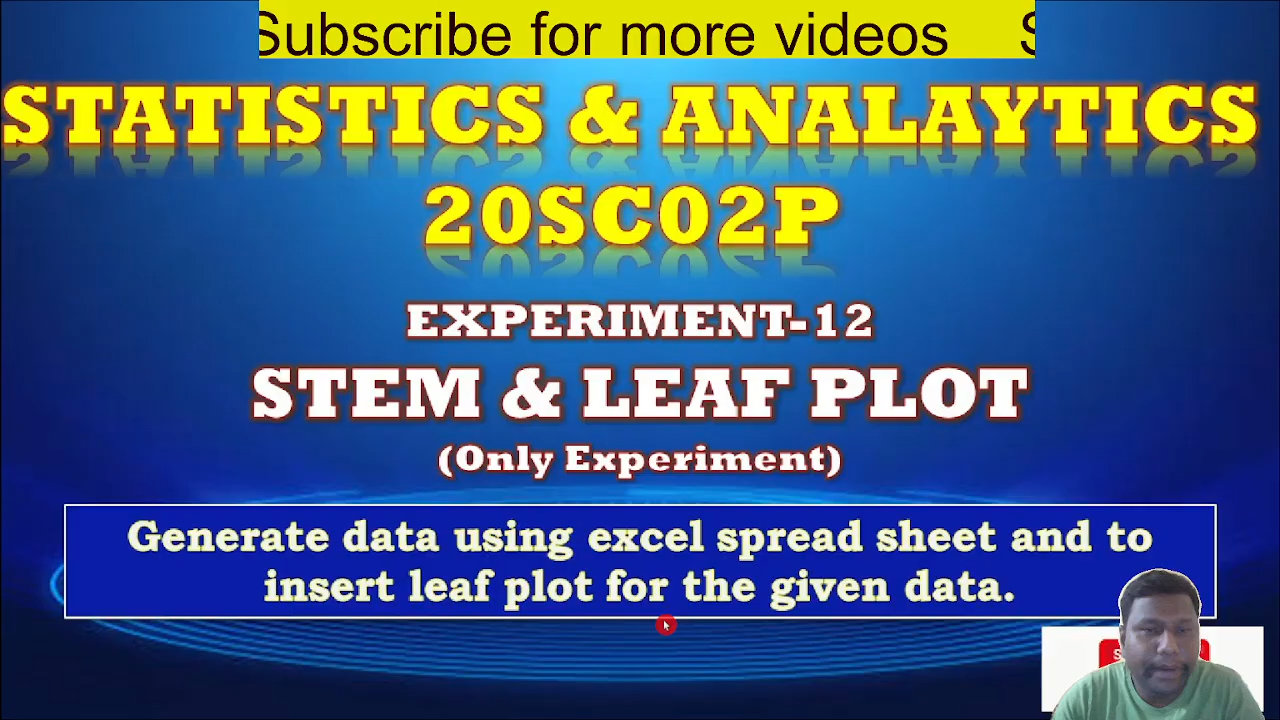 Subscribe for more videos
STATISTICS & ANALAYTICS
20SC02P
EXPERIMENT-12
STEM & LEAF PLOT
(Only Experiment)
Generate data using excel spread sheet and to
insert leaf plot for the given data.